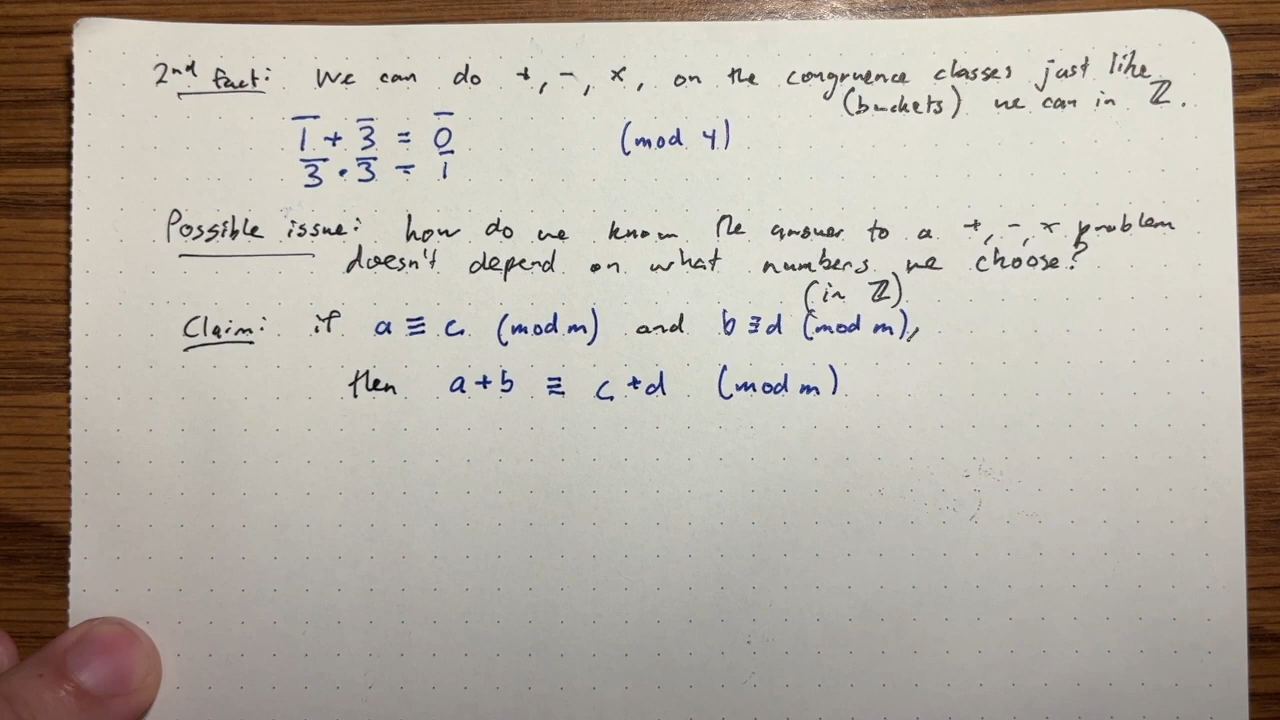 2nd fact: We can do +, -, ×, on the congruence classes just like
(buckets) we can in ℤ.
1̅ + 3̅ = 0̅ (mod 4)
3̅ · 3̅ = 1̅
Possible issue: how do we know the answer to a +, -, × problem
doesn't depend on what numbers we choose?
(in ℤ)
Claim: if a ≡ c (mod m) and b ≡ d (mod m),
then a + b ≡ c + d (mod m)